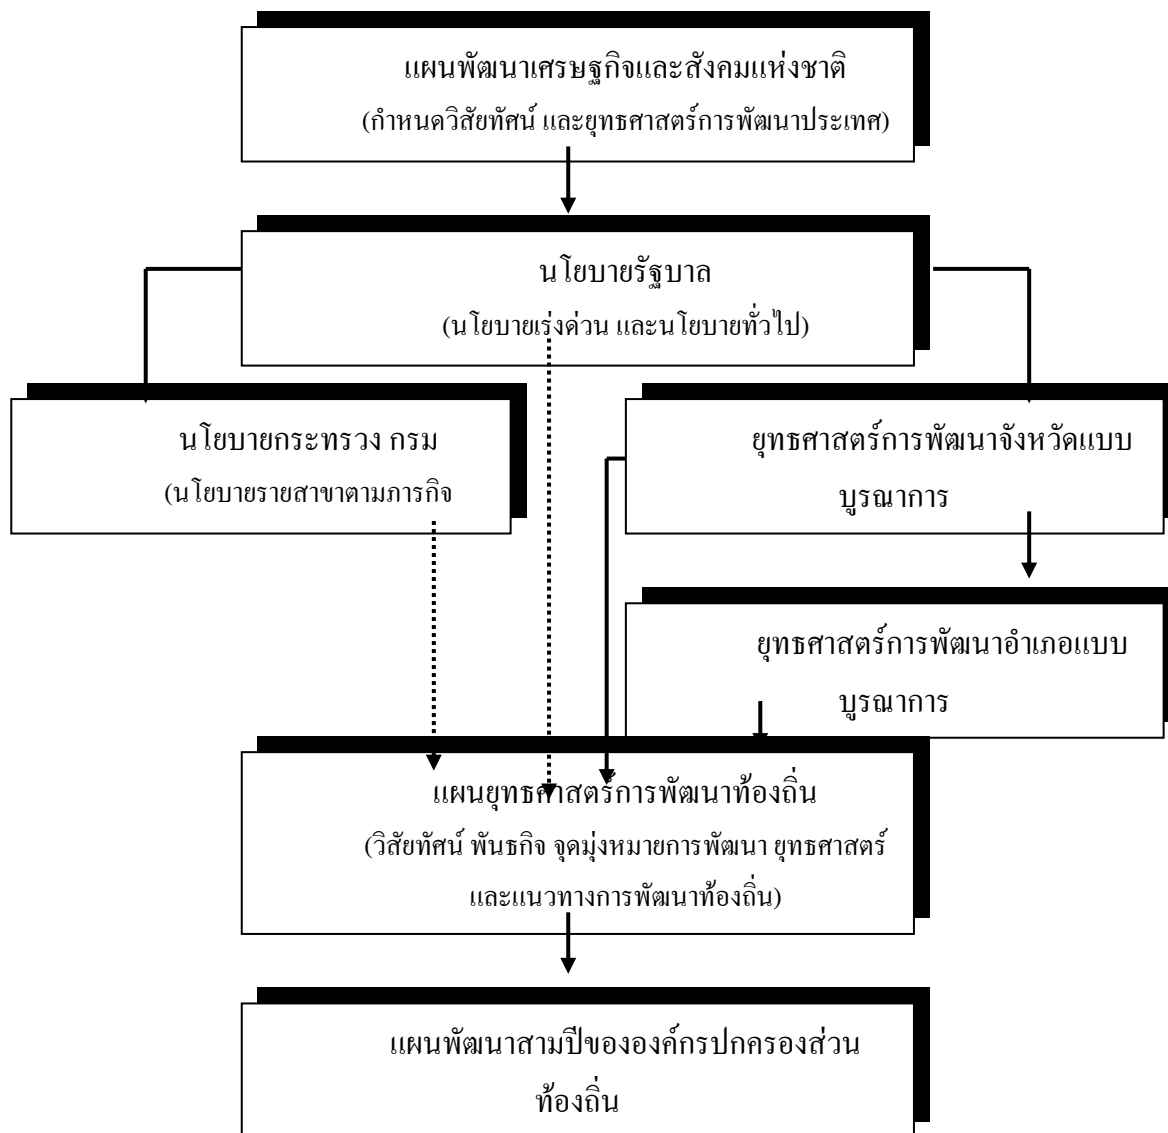 แผนพัฒนาเศรษฐกิจและสังคมแห่งชาติ
(กำหนดวิสัยทัศน์ และยุทธศาสตร์การพัฒนาประเทศ)
นโยบายรัฐบาล
(นโยบายเร่งด่วน และนโยบายทั่วไป)
นโยบายกระทรวง กรม
(นโยบายรายสาขาตามภารกิจ
ยุทธศาสตร์การพัฒนาจังหวัดแบบ
บูรณาการ
ยุทธศาสตร์การพัฒนาอำเภอแบบ
บูรณาการ
แผนยุทธศาสตร์การพัฒนาท้องถิ่น
(วิสัยทัศน์ พันธกิจ จุดมุ่งหมายการพัฒนา ยุทธศาสตร์
และแนวทางการพัฒนาท้องถิ่น)
แผนพัฒนาสามปีขององค์กรปกครองส่วน
ท้องถิ่น